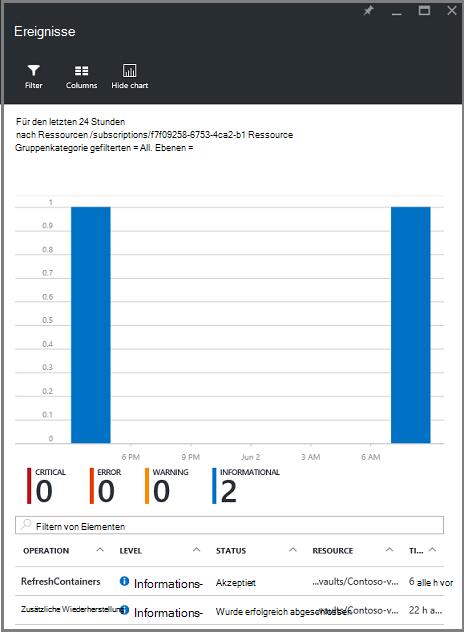 Ereignisse
Filter Columns Hide chart
Für den letzten 24 Stunden
nach Ressourcen /subscriptions/f7f09258-6753-4ca2-b1 Ressource
Gruppenkategorie gefilterten = All. Ebenen =
1
0.9
0.8
0.7
0.6
0.5
0.4
0.3
0.2
0.1
0
6 PM 9 PM Jun 2 3 AM 6 AM
CRITICAL ERROR WARNING INFORMATIONAL
0 0 0 2
Filtern von Elementen
OPERATION LEVEL STATUS RESOURCE TI...
RefreshContainers Informations- Akzeptiet ...vaults/Contoso-v... 6 alle h vor
Zusätzliche Wiederherstellung Informations- Wurde erfolgreich abgeschlossen ...vaults/Contoso-v... 22 h a...